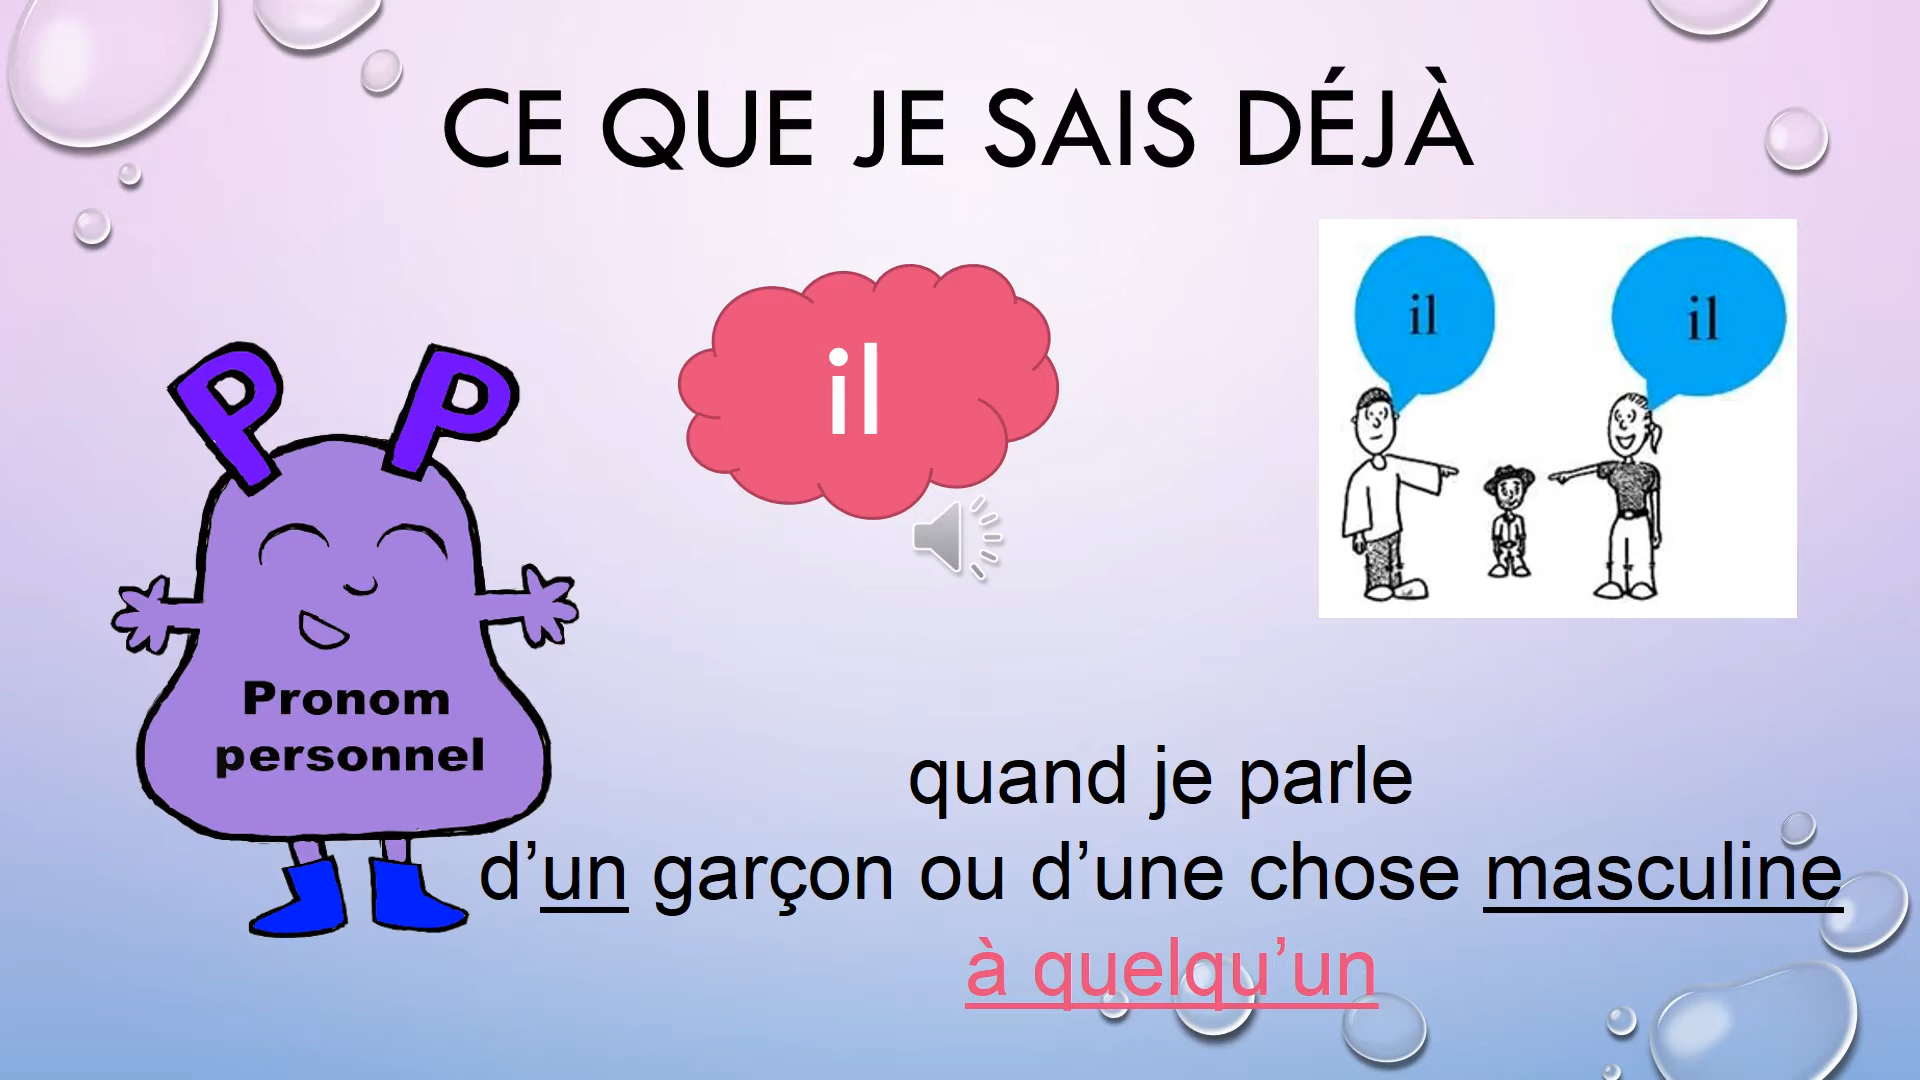 CE QUE JE SAIS DÉJÀ
il
il
il
P P
Pronom
personnel
quand je parle
d’un garçon ou d’une chose masculine
à quelqu’un